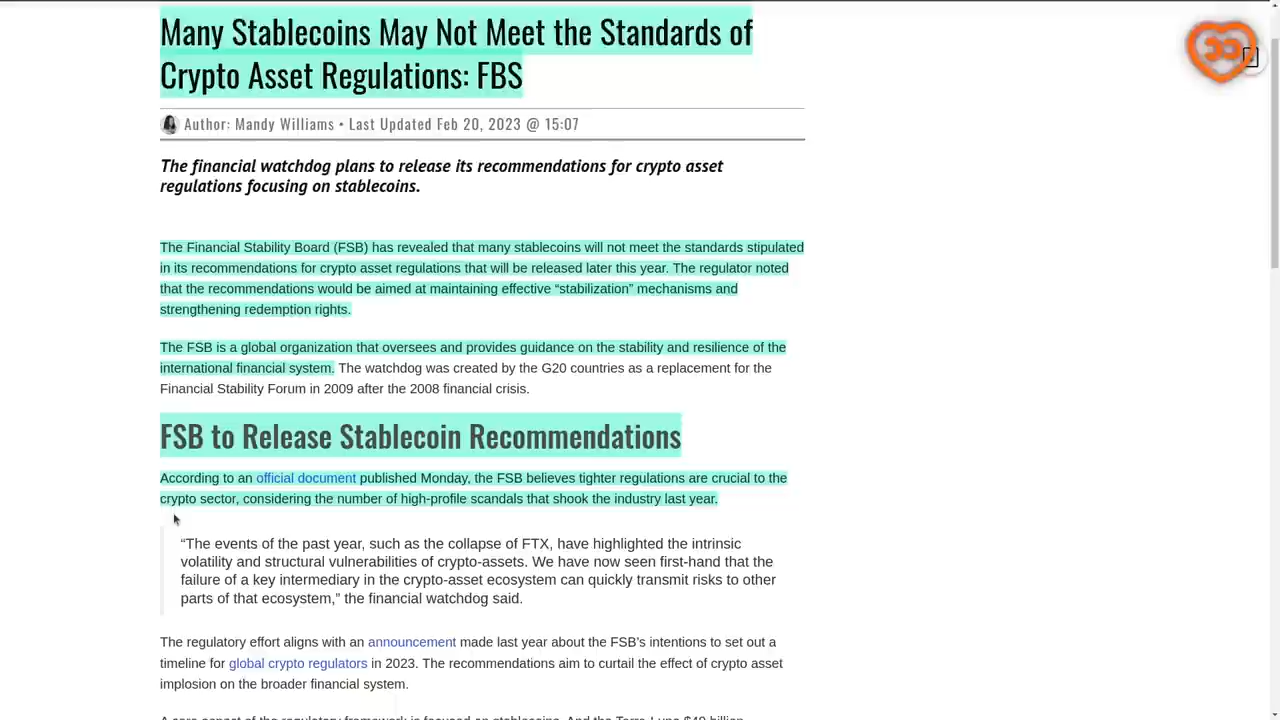 Many Stablecoins May Not Meet the Standards of
Crypto Asset Regulations: FBS
Author: Mandy Williams • Last Updated Feb 20, 2023 @ 15:07
The financial watchdog plans to release its recommendations for crypto asset
regulations focusing on stablecoins.
The Financial Stability Board (FSB) has revealed that many stablecoins will not meet the standards stipulated
in its recommendations for crypto asset regulations that will be released later this year. The regulator noted
that the recommendations would be aimed at maintaining effective “stabilization” mechanisms and
strengthening redemption rights.
The FSB is a global organization that oversees and provides guidance on the stability and resilience of the
international financial system. The watchdog was created by the G20 countries as a replacement for the
Financial Stability Forum in 2009 after the 2008 financial crisis.
FSB to Release Stablecoin Recommendations
According to an official document published Monday, the FSB believes tighter regulations are crucial to the
crypto sector, considering the number of high-profile scandals that shook the industry last year.
“The events of the past year, such as the collapse of FTX, have highlighted the intrinsic
volatility and structural vulnerabilities of crypto-assets. We have now seen first-hand that the
failure of a key intermediary in the crypto-asset ecosystem can quickly transmit risks to other
parts of that ecosystem,” the financial watchdog said.
The regulatory effort aligns with an announcement made last year about the FSB’s intentions to set out a
timeline for global crypto regulators in 2023. The recommendations aim to curtail the effect of crypto asset
implosion on the broader financial system.